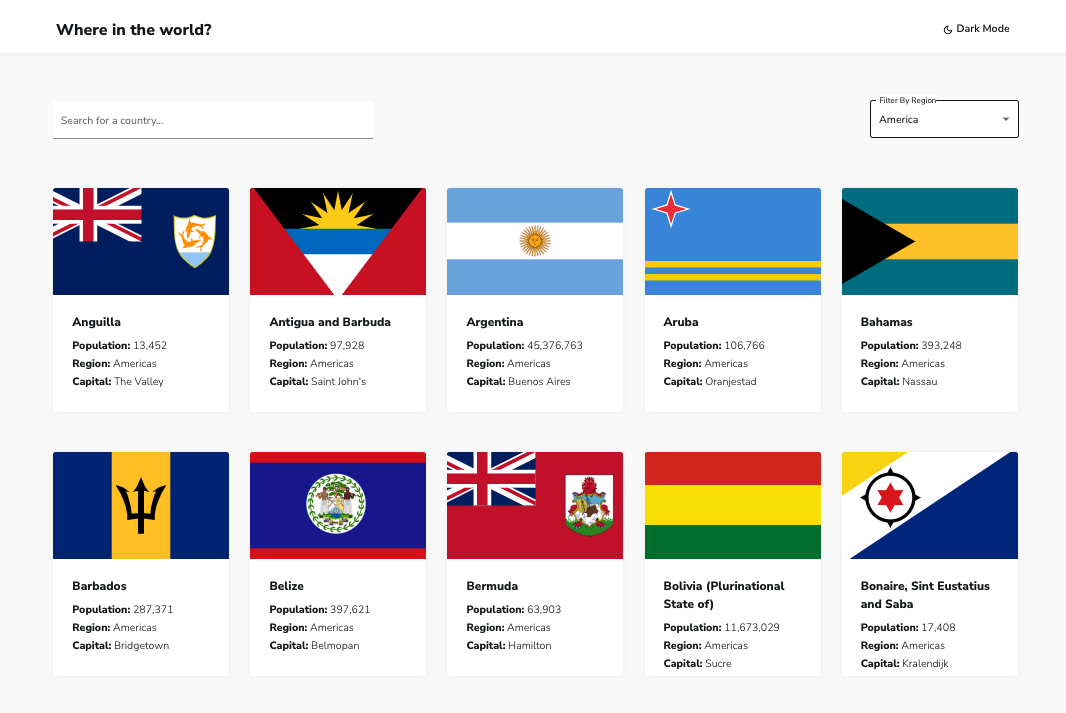 Where in the world?
Dark Mode
Search for a country...
Filter By Region
America
Anguilla
Population: 13,452
Region: Americas
Capital: The Valley
Antigua and Barbuda
Population: 97,928
Region: Americas
Capital: Saint John's
Argentina
Population: 45,376,763
Region: Americas
Capital: Buenos Aires
Aruba
Population: 106,766
Region: Americas
Capital: Oranjestad
Bahamas
Population: 393,248
Region: Americas
Capital: Nassau
Barbados
Population: 287,371
Region: Americas
Capital: Bridgetown
Belize
Population: 397,621
Region: Americas
Capital: Belmopan
Bermuda
Population: 63,903
Region: Americas
Capital: Hamilton
Bolivia (Plurinational
State of)
Population: 11,673,029
Region: Americas
Capital: Sucre
Bonaire, Sint Eustatius
and Saba
Population: 17,408
Region: Americas
Capital: Kralendijk